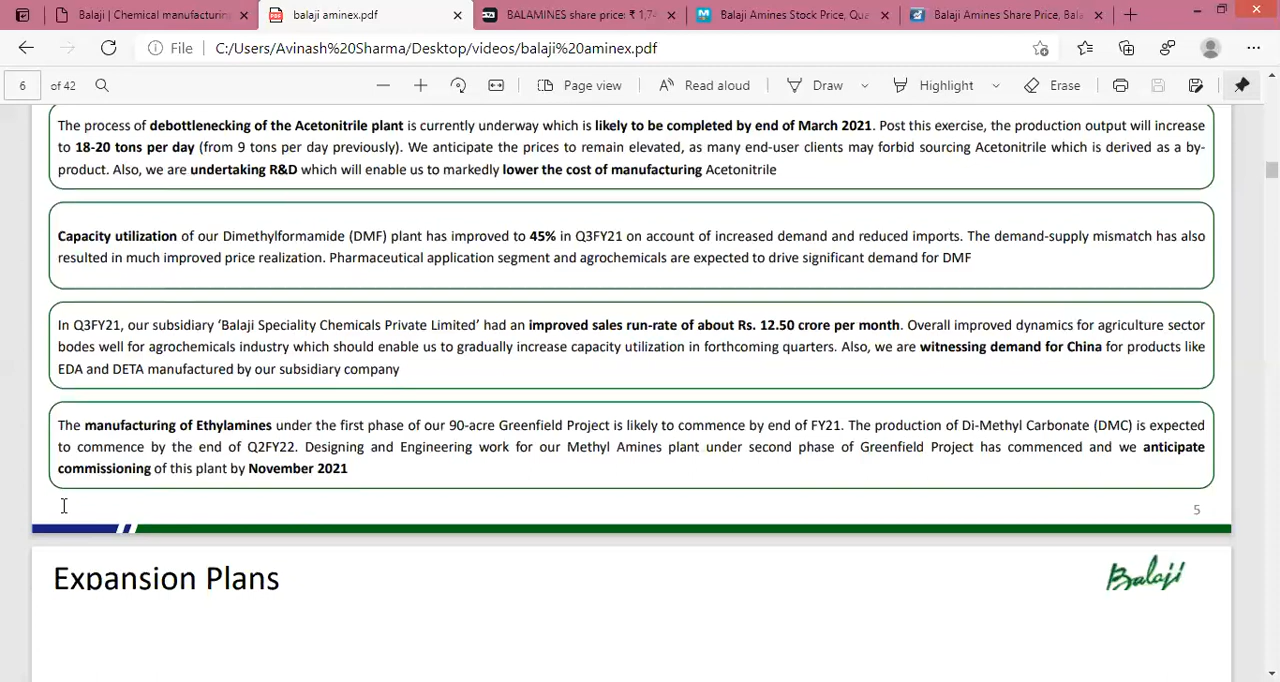 Balaji | Chemical manufacturin
balaji aminex.pdf
BALAMINES share price: ₹ 1,74
Balaji Amines Stock Price, Quo
Balaji Amines Share Price, Bala
File
C:/Users/Avinash%20Sharma/Desktop/videos/balaji%20aminex.pdf
6 of 42
Page view
Read aloud
Draw
Highlight
Erase
The process of debottlenecking of the Acetonitrile plant is currently underway which is likely to be completed by end of March 2021. Post this exercise, the production output will increase
to 18-20 tons per day (from 9 tons per day previously). We anticipate the prices to remain elevated, as many end-user clients may forbid sourcing Acetonitrile which is derived as a by-
product. Also, we are undertaking R&D which will enable us to markedly lower the cost of manufacturing Acetonitrile
Capacity utilization of our Dimethylformamide (DMF) plant has improved to 45% in Q3FY21 on account of increased demand and reduced imports. The demand-supply mismatch has also
resulted in much improved price realization. Pharmaceutical application segment and agrochemicals are expected to drive significant demand for DMF
In Q3FY21, our subsidiary ‘Balaji Speciality Chemicals Private Limited’ had an improved sales run-rate of about Rs. 12.50 crore per month. Overall improved dynamics for agriculture sector
bodes well for agrochemicals industry which should enable us to gradually increase capacity utilization in forthcoming quarters. Also, we are witnessing demand for China for products like
EDA and DETA manufactured by our subsidiary company
The manufacturing of Ethylamines under the first phase of our 90-acre Greenfield Project is likely to commence by end of FY21. The production of Di-Methyl Carbonate (DMC) is expected
to commence by the end of Q2FY22. Designing and Engineering work for our Methyl Amines plant under second phase of Greenfield Project has commenced and we anticipate
commissioning of this plant by November 2021
5
Expansion Plans
Balaji